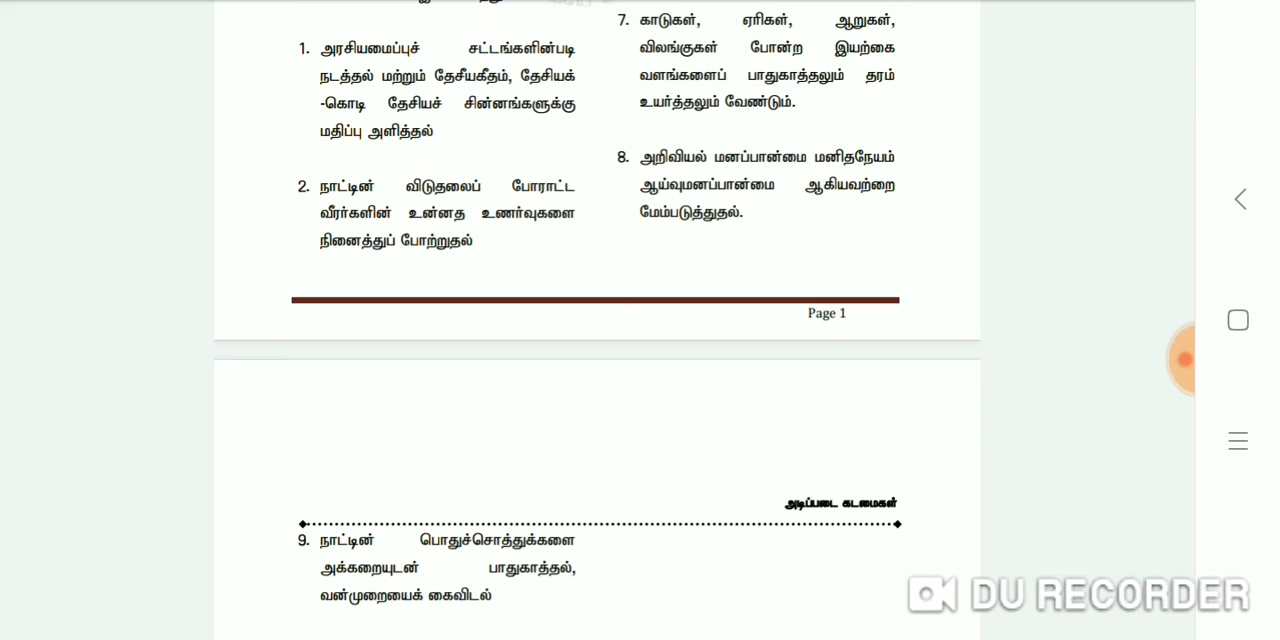 1. அரசியமைப்புச் சட்டங்களின்படி
நடத்தல் மற்றும் தேசீயகீதம், தேசியக்
-கொடி தேசியச் சின்னங்களுக்கு
மதிப்பு அளித்தல்
2. நாட்டின் விடுதலைப் போராட்ட
வீரர்களின் உன்னத உணர்வுகளை
நினைத்துப் போற்றுதல்
7. காடுகள், ஏரிகள், ஆறுகள்,
விலங்குகள் போன்ற இயற்கை
வளங்களைப் பாதுகாத்தலும் தரம்
உயர்த்தலும் வேண்டும்.
8. அறிவியல் மனப்பான்மை மனிதநேயம்
ஆய்வுமனப்பான்மை ஆகியவற்றை
மேம்படுத்துதல்.
Page 1
அடிப்படை கடமைகள்
9. நாட்டின் பொதுச்சொத்துக்களை
அக்கறையுடன் பாதுகாத்தல்,
வன்முறையைக் கைவிடல்
DU RECORDER